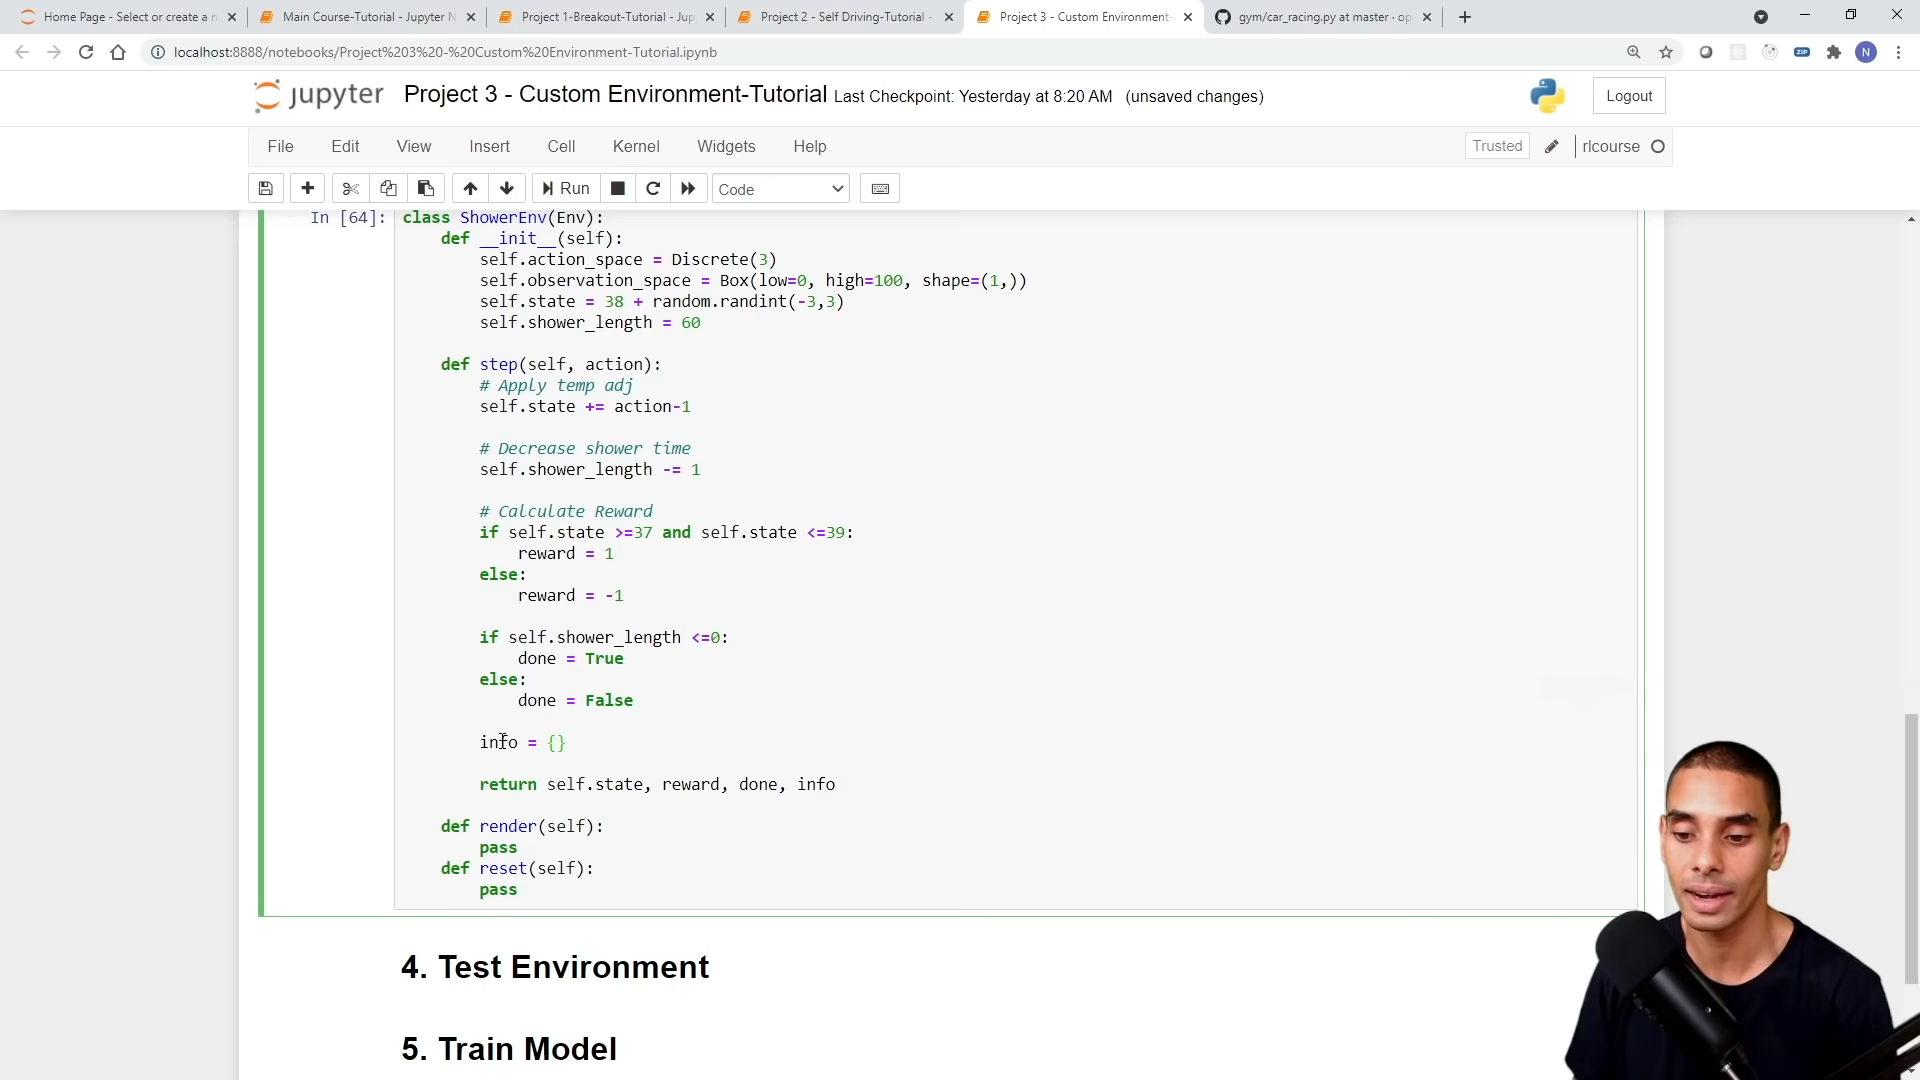 Home Page - Select or create a n
Main Course-Tutorial - Jupyter N
Project 1-Breakout-Tutorial - Jup
Project 2 - Self Driving-Tutorial -
Project 3 - Custom Environment-
gym/car_racing.py at master · op
localhost:8888/notebooks/Project%203%20-%20Custom%20Environment-Tutorial.ipynb
ZIP
N
jupyter Project 3 - Custom Environment-Tutorial Last Checkpoint: Yesterday at 8:20 AM (unsaved changes)
Logout
File Edit View Insert Cell Kernel Widgets Help
Trusted
rlcourse
Run
Code
In [64]: class ShowerEnv(Env):
def __init__(self):
self.action_space = Discrete(3)
self.observation_space = Box(low=0, high=100, shape=(1,))
self.state = 38 + random.randint(-3,3)
self.shower_length = 60
def step(self, action):
# Apply temp adj
self.state += action-1
# Decrease shower time
self.shower_length -= 1
# Calculate Reward
if self.state >=37 and self.state <=39:
reward = 1
else:
reward = -1
if self.shower_length <=0:
done = True
else:
done = False
info = {}
return self.state, reward, done, info
def render(self):
pass
def reset(self):
pass
4. Test Environment
5. Train Model